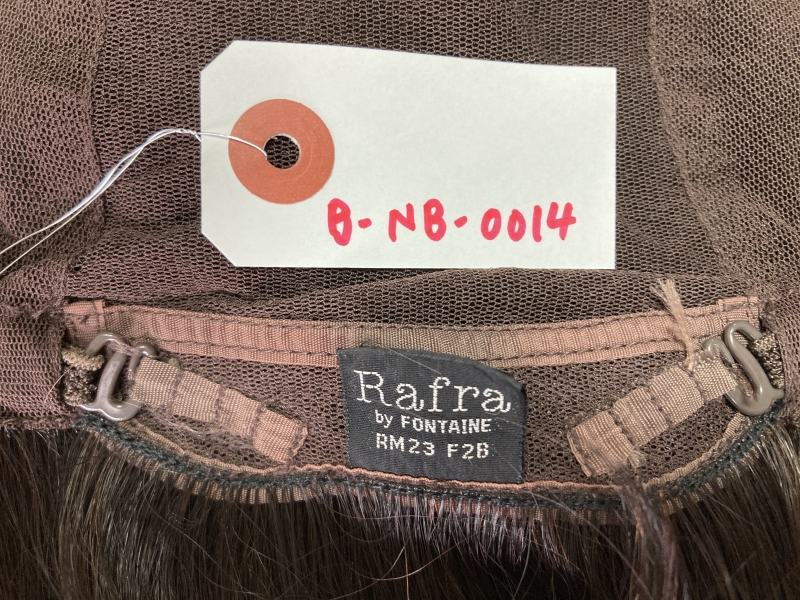 B-NB-0014
Rafra
by FONTAINE
RM23 F2B